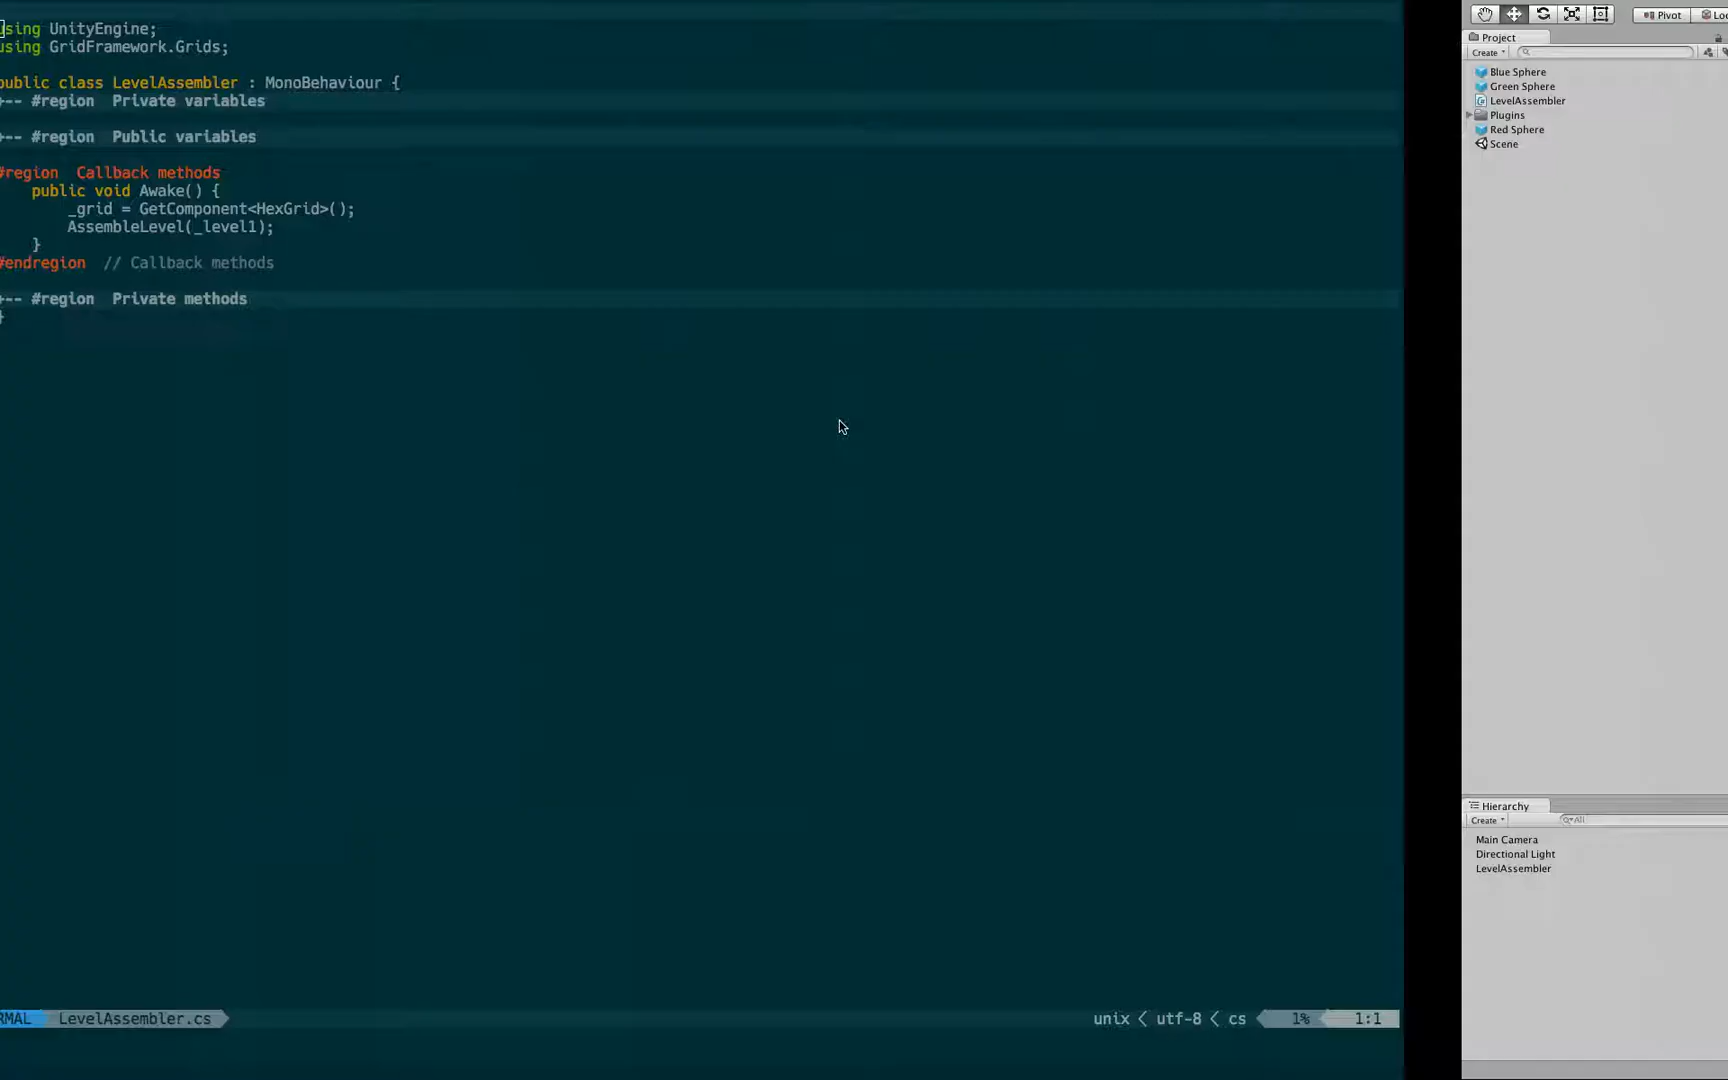 using UnityEngine;
using GridFramework.Grids;
public class LevelAssembler : MonoBehaviour {
+-- #region  Private variables
+-- #region  Public variables
#region  Callback methods
public void Awake() {
_grid = GetComponent<HexGrid>();
AssembleLevel(_level1);
}
#endregion  // Callback methods
+-- #region  Private methods
}
RMAL LevelAssembler.cs
unix < utf-8 < cs 1% 1:1
Pivot
Project
Create
Blue Sphere
Green Sphere
LevelAssembler
Plugins
Red Sphere
Scene
Hierarchy
Create All
Main Camera
Directional Light
LevelAssembler